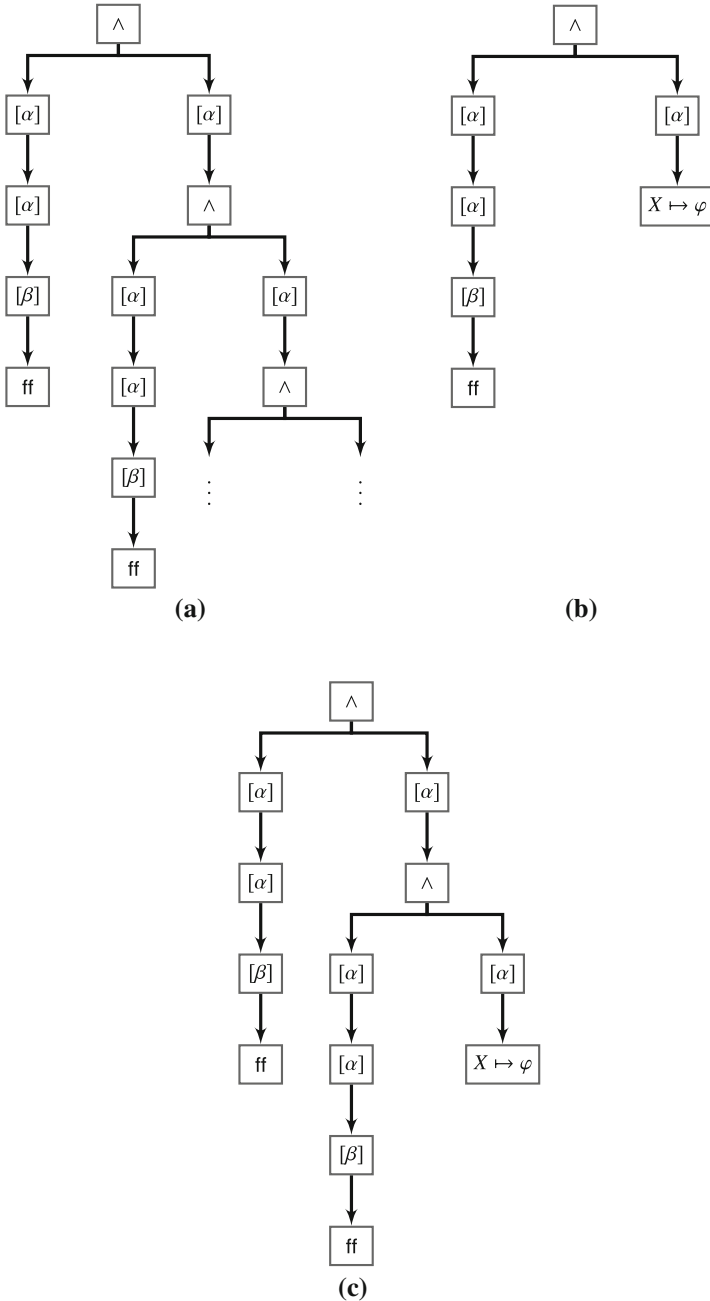 ∧
[α] [α]
[α] ∧
[β] [α] [α]
ff [α] ∧
[β] ⋮ ⋮
ff
(a)
∧
[α] [α]
[α] X ↦ φ
[β]
ff
(b)
∧
[α] [α]
[α] ∧
[β] [α] [α]
ff [α] X ↦ φ
[β]
ff
(c)